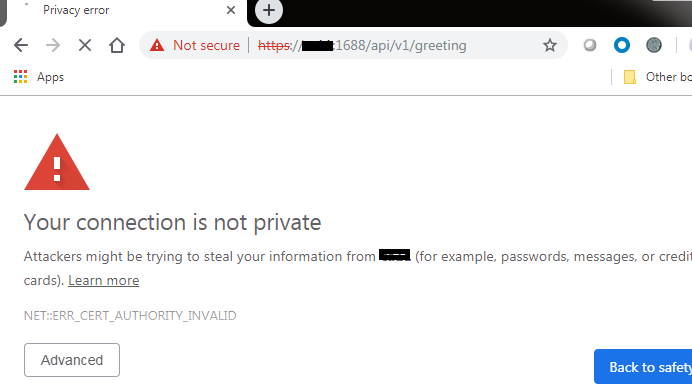 Privacy error
Not secure | https://:1688/api/v1/greeting
Apps
Other bo
Your connection is not private
Attackers might be trying to steal your information from (for example, passwords, messages, or credit
cards). Learn more
NET::ERR_CERT_AUTHORITY_INVALID
Advanced
Back to safety